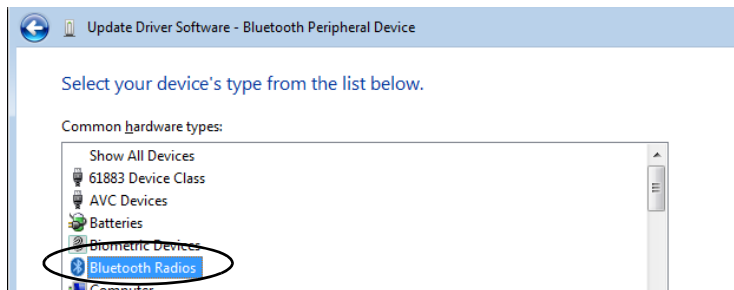 Update Driver Software - Bluetooth Peripheral Device
Select your device's type from the list below.
Common hardware types:
Show All Devices
61883 Device Class
AVC Devices
Batteries
Biometric Devices
Bluetooth Radios
Computer